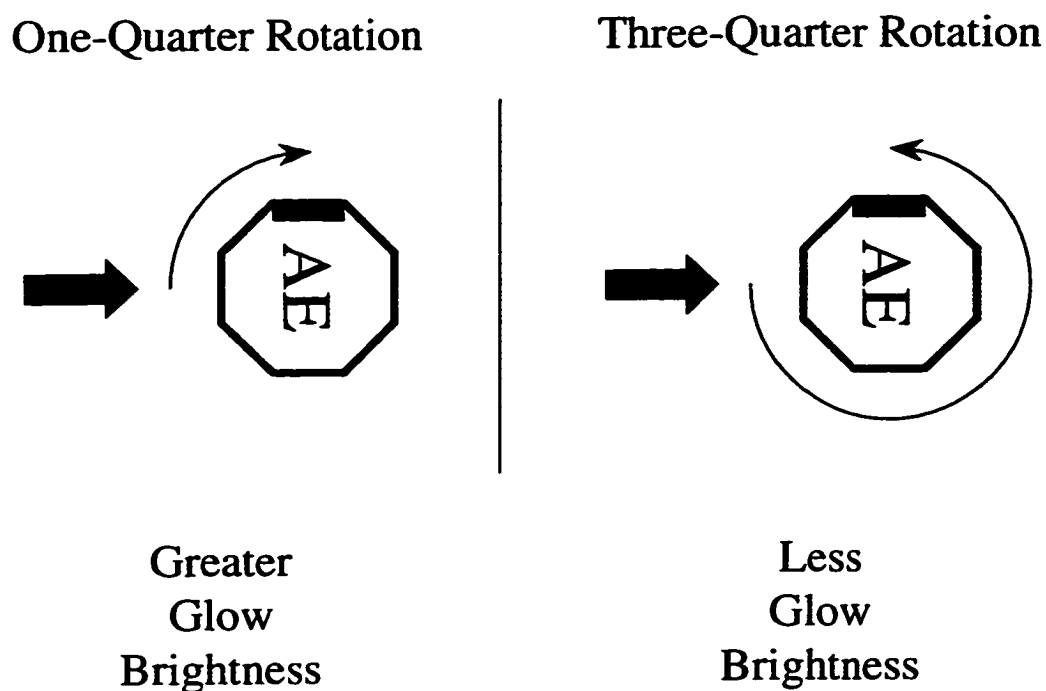 One-Quarter Rotation
Three-Quarter Rotation
AE
AE
Greater
Glow
Brightness
Less
Glow
Brightness